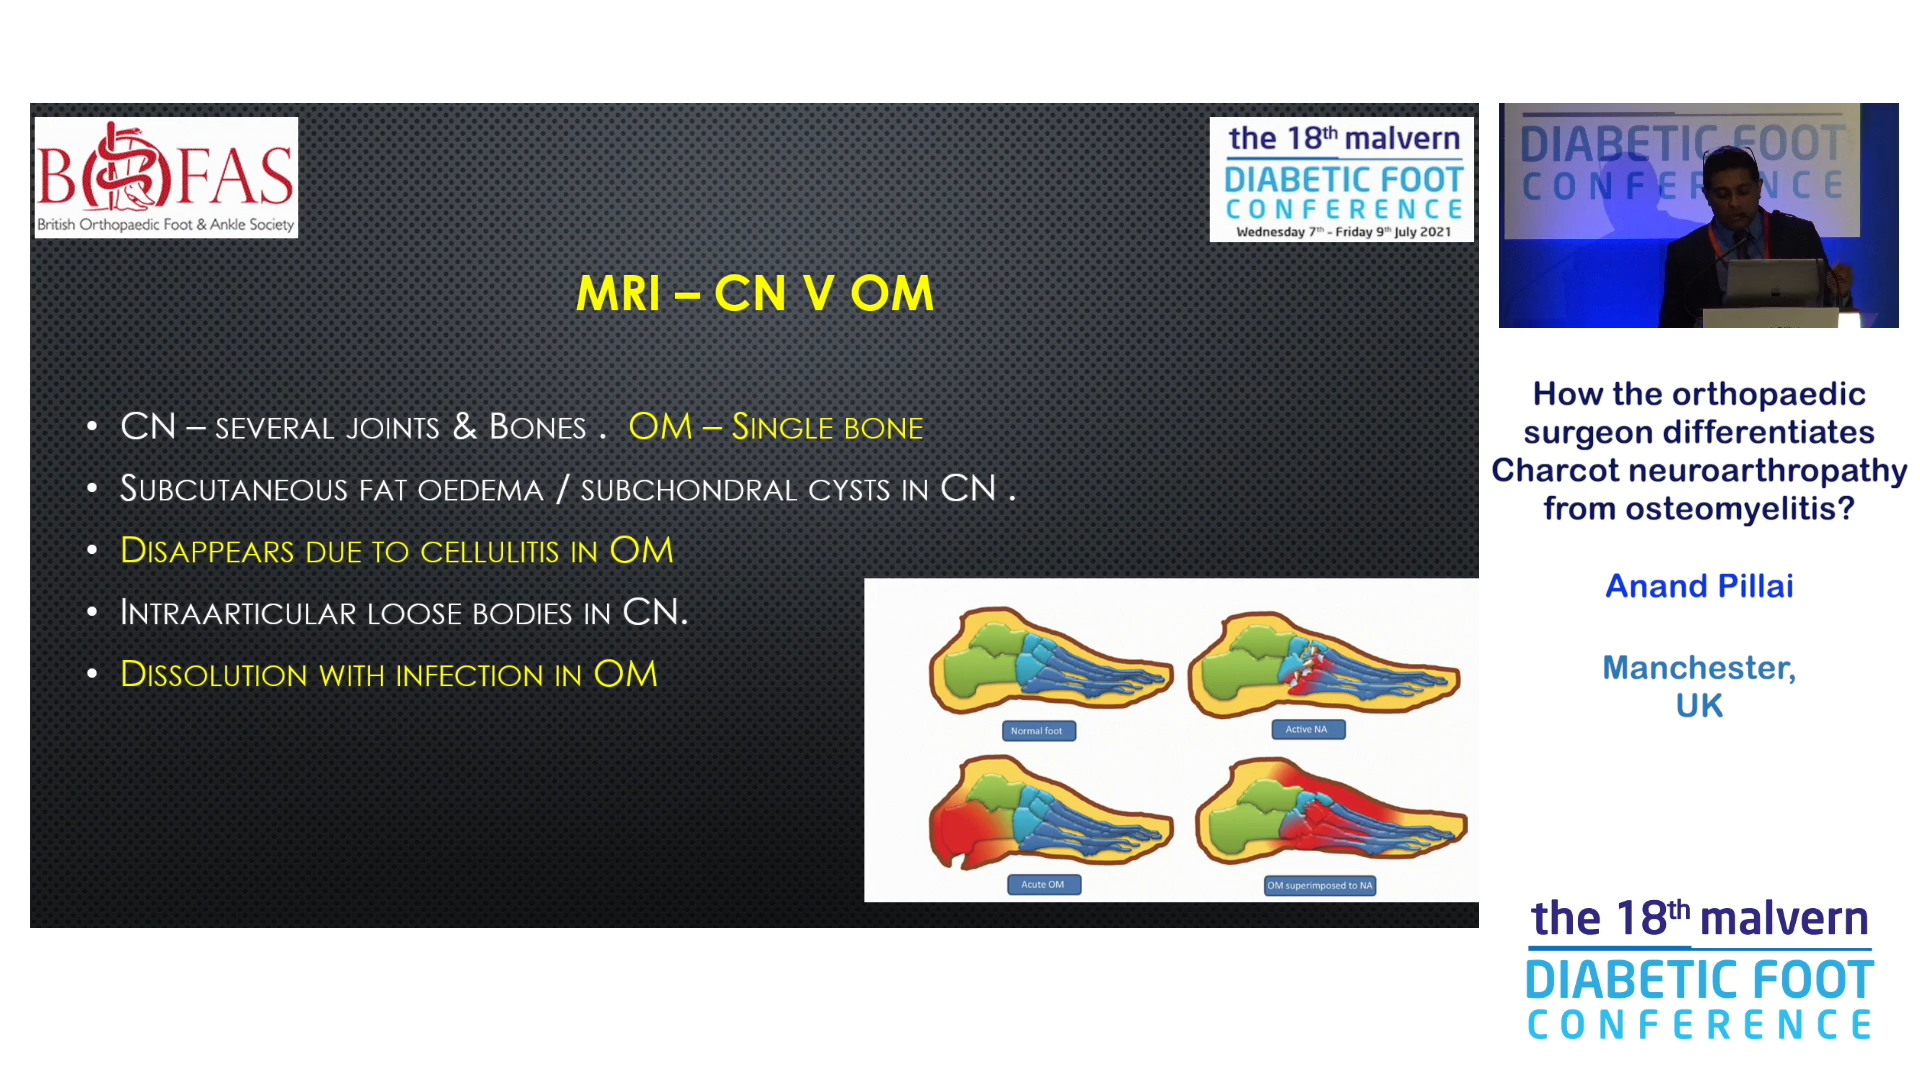 BOFAS
British Orthopaedic Foot & Ankle Society
the 18th malvern
DIABETIC FOOT
CONFERENCE
Wednesday 7th - Friday 9th July 2021
MRI – CN V OM
• CN – several joints & Bones . OM – Single bone
• Subcutaneous fat oedema / subchondral cysts in CN .
• Disappears due to cellulitis in OM
• Intraarticular loose bodies in CN.
• Dissolution with infection in OM
Normal foot
Active NA
Acute OM
OM superimposed to NA
DIABETIC FOOT
CONFERENCE
How the orthopaedic
surgeon differentiates
Charcot neuroarthropathy
from osteomyelitis?
Anand Pillai
Manchester,
UK
the 18th malvern
DIABETIC FOOT
CONFERENCE